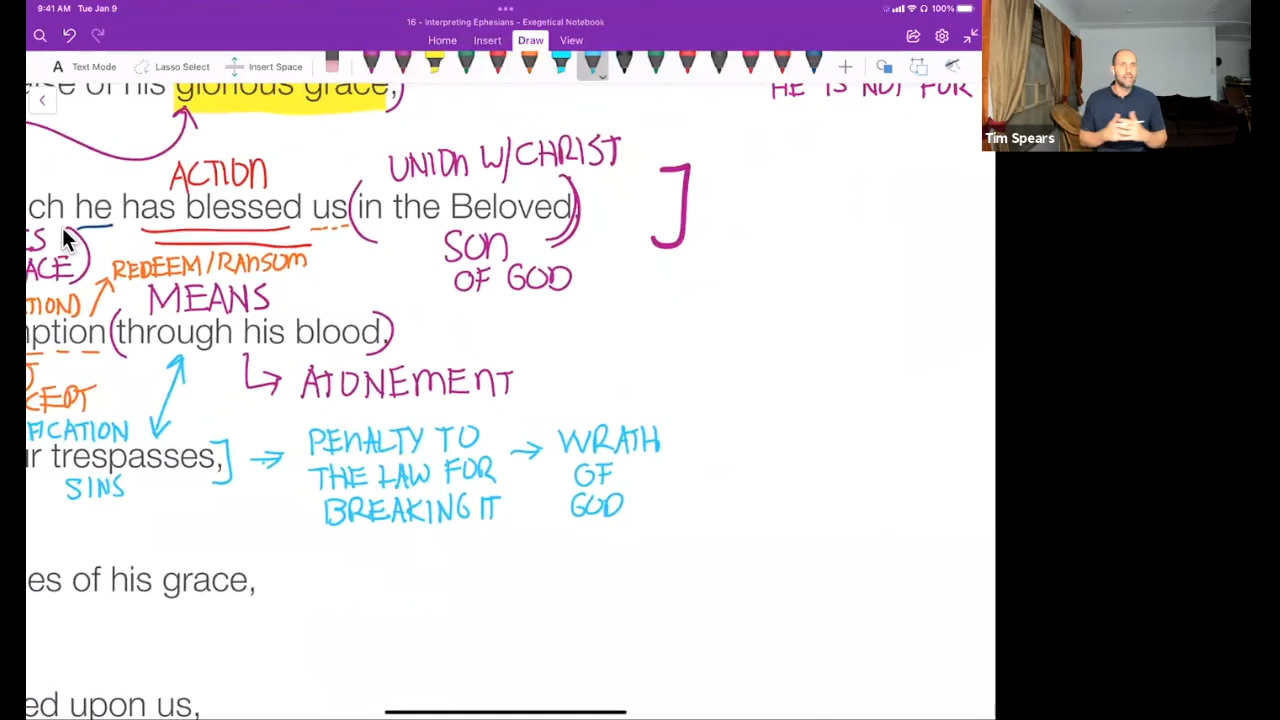 9:41 AM Tue Jan 9
100%
16 - Interpreting Ephesians - Exegetical Notebook
Home Insert Draw View
Text Mode Lasso Select Insert Space
of his glorious grace,)
HE IS NOT FOR
Tim Spears
ACTION
UNION W/CHRIST
ch he has blessed us (in the Beloved,)
SON
OF GOD
ACE)
REDEEM/RANSOM
MEANS
TION)
ption (through his blood,)
ATONEMENT
CEPT
FICATION
r trespasses,]
SINS
PENALTY TO
THE LAW FOR
BREAKING IT
WRATH
OF
GOD
es of his grace,
ed upon us,